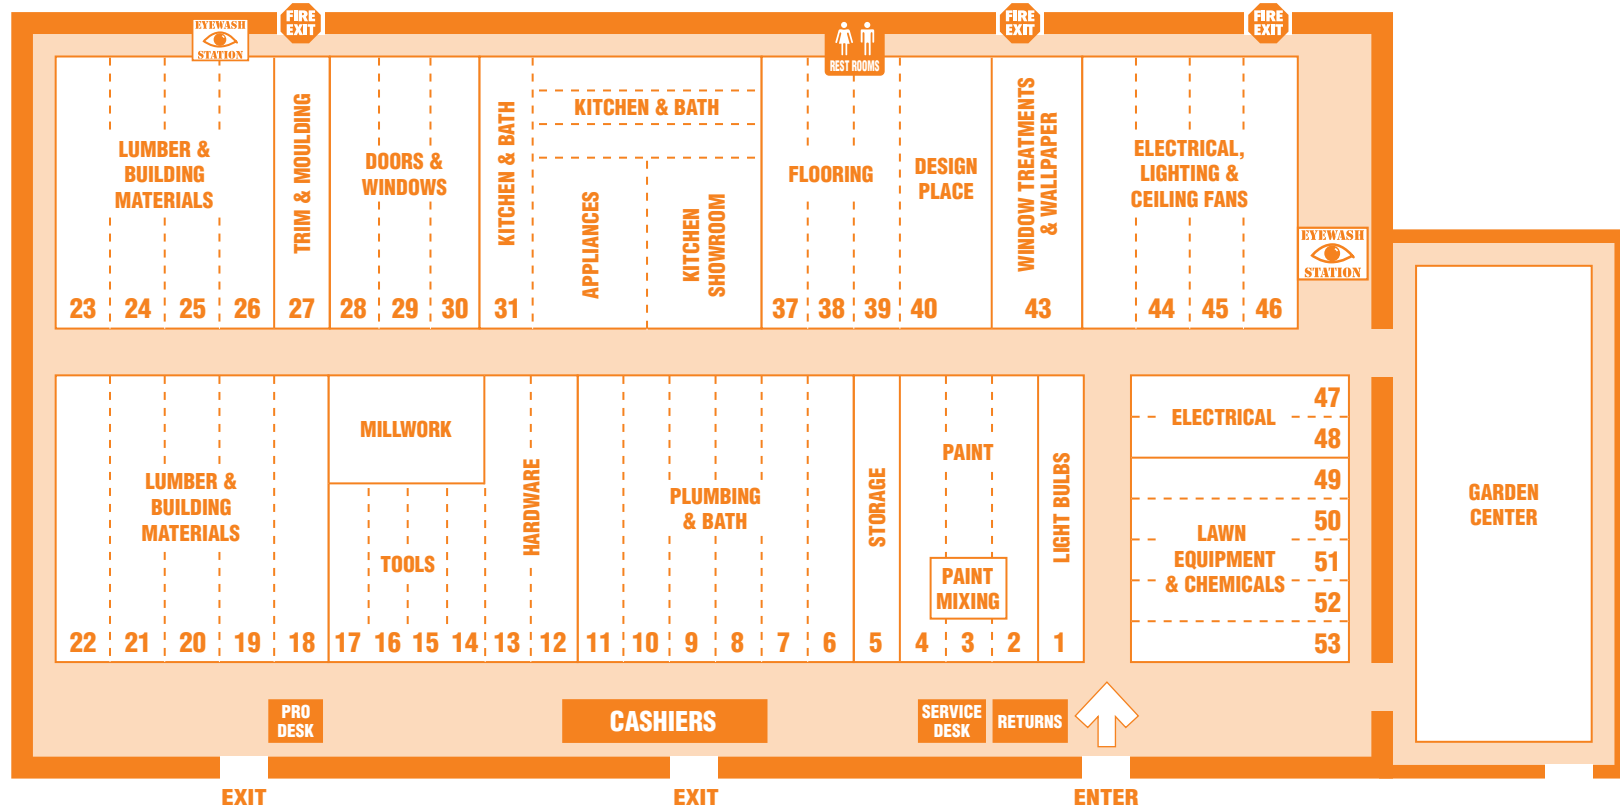 EYEWASH
STATION
FIRE
EXIT
REST ROOMS
FIRE
EXIT
FIRE
EXIT
LUMBER &
BUILDING
MATERIALS
23
24
25
26
TRIM & MOULDING
27
DOORS &
WINDOWS
28
29
30
KITCHEN & BATH
31
KITCHEN & BATH
APPLIANCES
KITCHEN
SHOWROOM
FLOORING
37
38
39
DESIGN
PLACE
40
WINDOW TREATMENTS
& WALLPAPER
43
ELECTRICAL,
LIGHTING &
CEILING FANS
44
45
46
EYEWASH
STATION
LUMBER &
BUILDING
MATERIALS
22
21
20
19
18
MILLWORK
TOOLS
17
16
15
14
HARDWARE
13
12
PLUMBING
& BATH
11
10
9
8
7
6
STORAGE
5
PAINT
PAINT
MIXING
4
3
2
LIGHT BULBS
1
ELECTRICAL
47
48
LAWN
EQUIPMENT
& CHEMICALS
49
50
51
52
53
GARDEN
CENTER
PRO
DESK
CASHIERS
SERVICE
DESK
RETURNS
EXIT
EXIT
ENTER